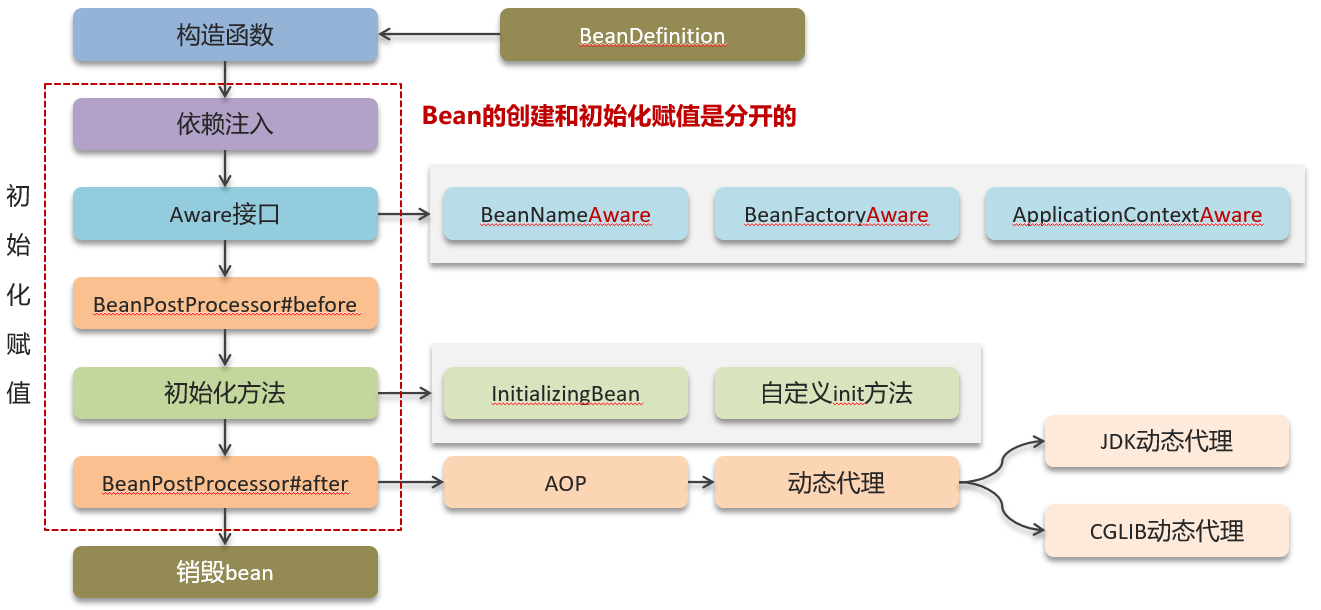 构造函数
BeanDefinition
依赖注入
Bean的创建和初始化赋值是分开的
初始化赋值
Aware接口
BeanNameAware
BeanFactoryAware
ApplicationContextAware
BeanPostProcessor#before
初始化方法
InitializingBean
自定义init方法
BeanPostProcessor#after
AOP
动态代理
JDK动态代理
CGLIB动态代理
销毁bean